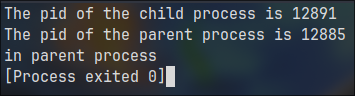 The pid of the child process is 12891
The pid of the parent process is 12885
in parent process
[Process exited 0]